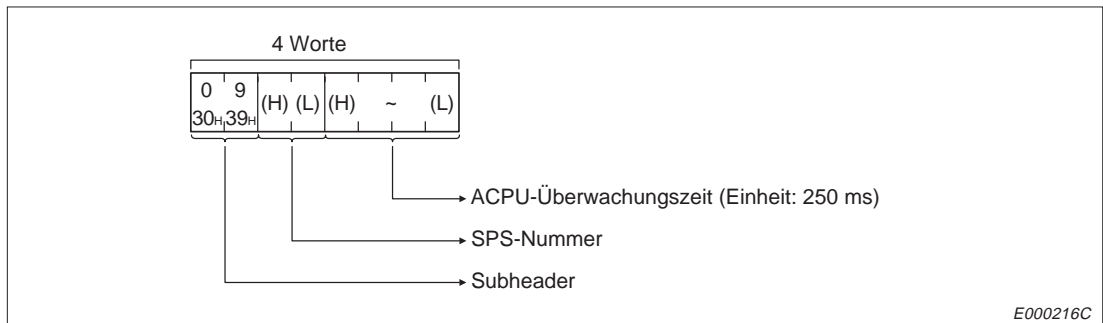 4 Worte
0 9 (H) (L) (H) ~ (L)
30H 39H
ACPU-Überwachungszeit (Einheit: 250 ms)
SPS-Nummer
Subheader
E000216C